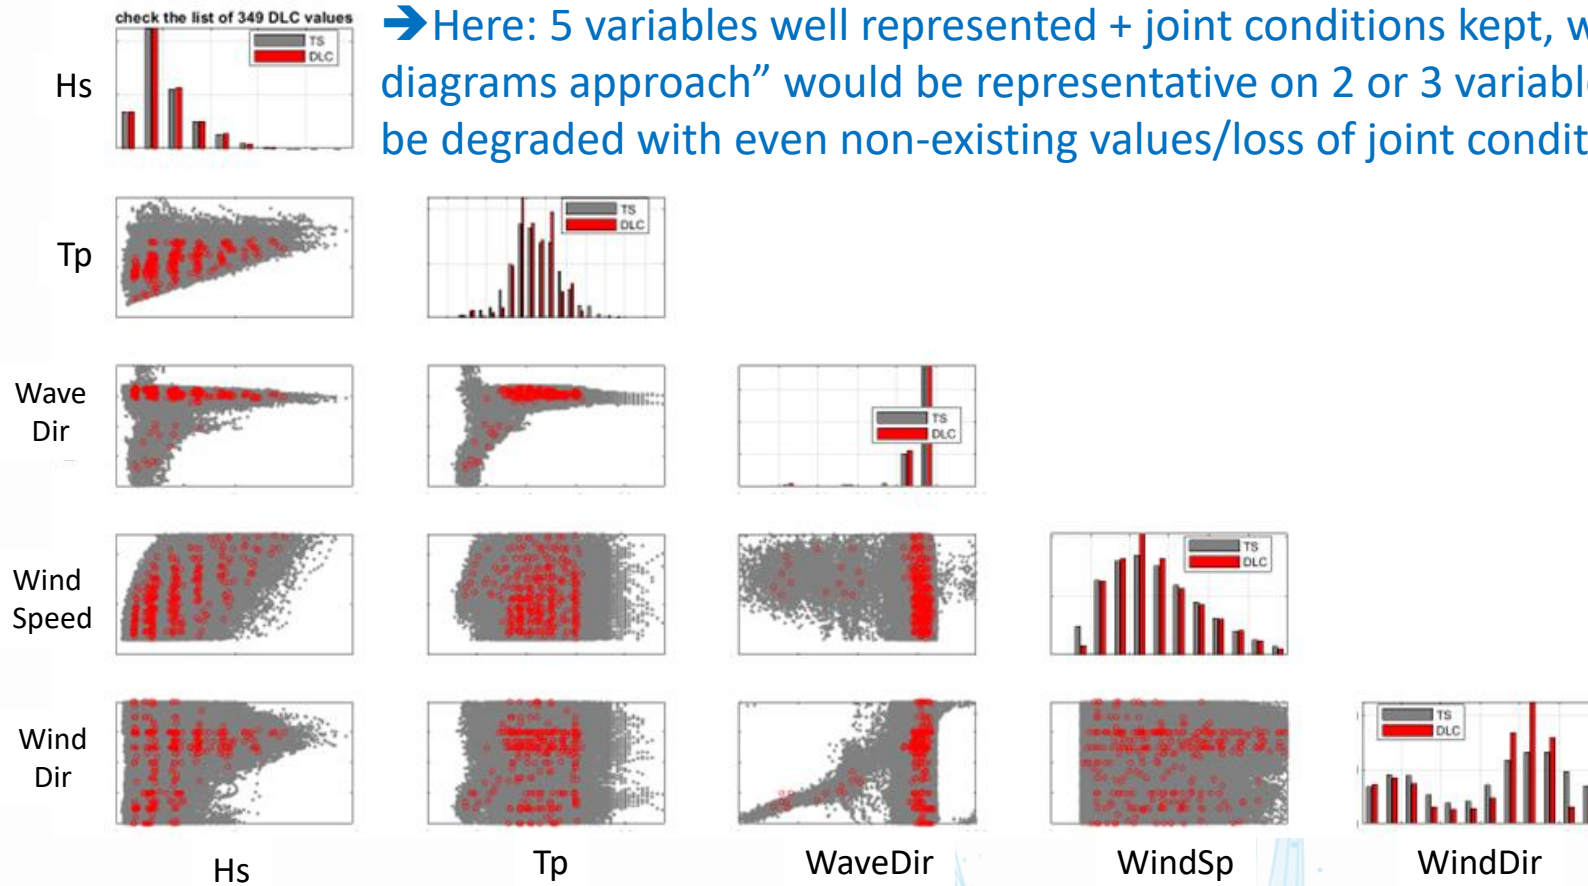 check the list of 349 DLC values
➔Here: 5 variables well represented + joint conditions kept, w
diagrams approach” would be representative on 2 or 3 variable
be degraded with even non-existing values/loss of joint condit
TS
DLC
Hs
Tp
TS
DLC
Wave
Dir
TS
DLC
Wind
Speed
TS
DLC
Wind
Dir
TS
DLC
Hs
Tp
WaveDir
WindSp
WindDir